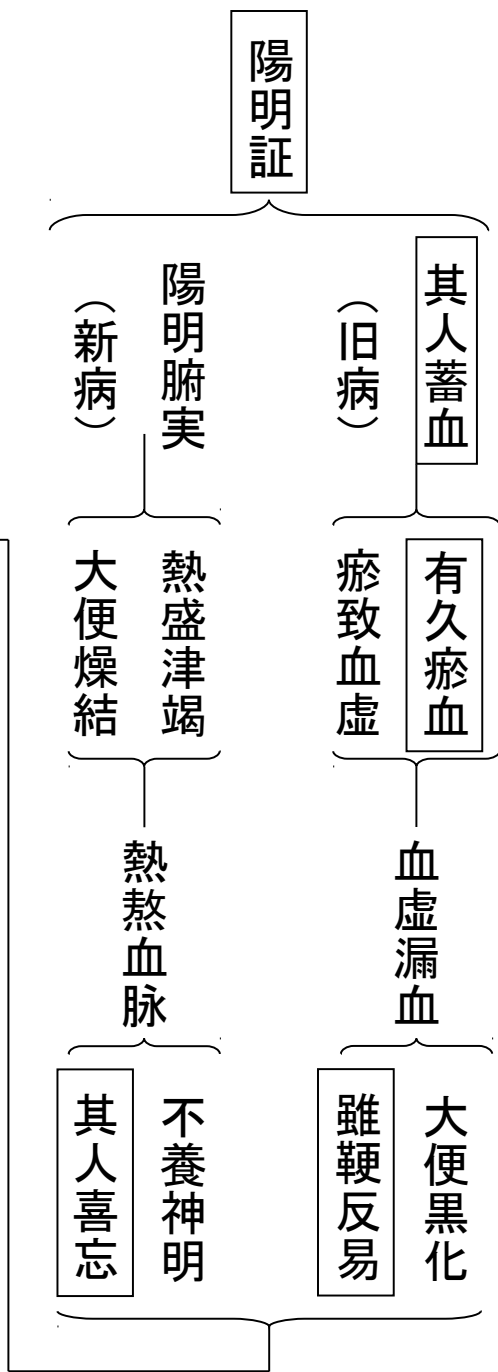 陽明証
其人蓄血
（旧病）
陽明腑実
（新病）
有久瘀血
瘀致血虚
熱盛津竭
大便燥結
血虚漏血
熱熬血脉
大便黒化
雖鞕反易
不養神明
其人喜忘